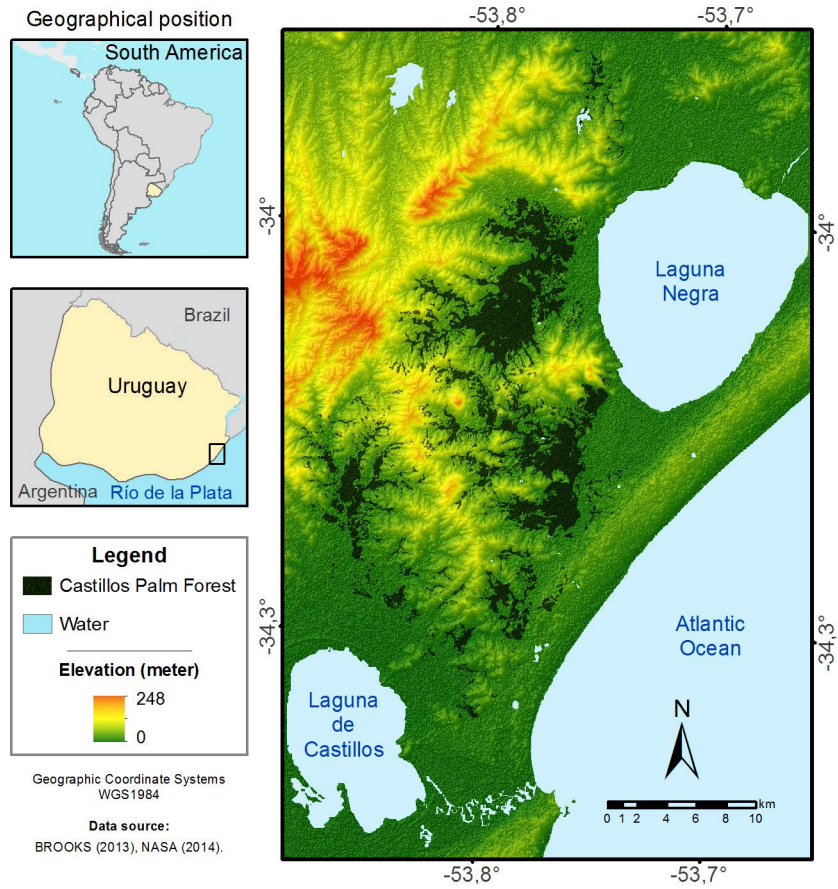 Geographical position
South America
Brazil
Uruguay
Argentina
Río de la Plata
Legend
Castillos Palm Forest
Water
Elevation (meter)
248
0
Geographic Coordinate Systems
WGS1984
Data source:
BROOKS (2013), NASA (2014).
-53,8°
-53,7°
-34°
-34°
Laguna
Negra
-34,3°
-34,3°
Atlantic
Ocean
Laguna
de
Castillos
N
km
0 1 2 4 6 8 10
-53,8°
-53,7°